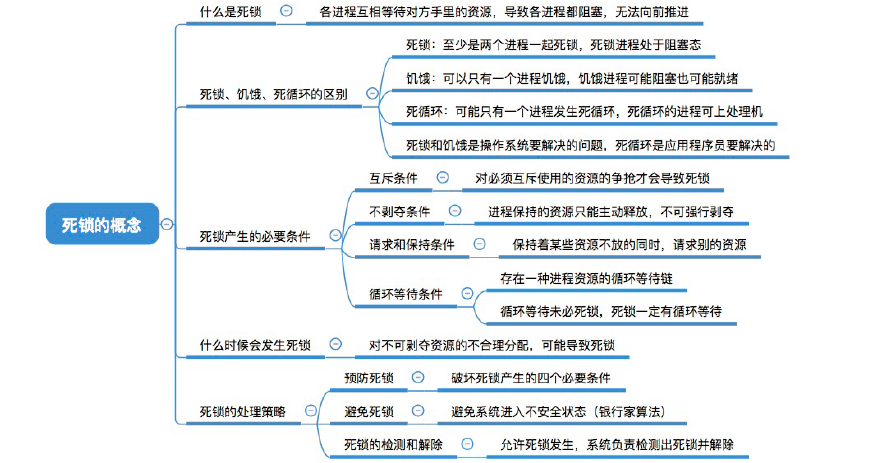 死锁的概念
什么是死锁
各进程互相等待对方手里的资源，导致各进程都阻塞，无法向前推进
死锁、饥饿、死循环的区别
死锁：至少是两个进程一起死锁，死锁进程处于阻塞态
饥饿：可以只有一个进程饥饿，饥饿进程可能阻塞也可能就绪
死循环：可能只有一个进程发生死循环，死循环的进程可上处理机
死锁和饥饿是操作系统要解决的问题，死循环是应用程序员要解决的
死锁产生的必要条件
互斥条件
对必须互斥使用的资源的争抢才会导致死锁
不剥夺条件
进程保持的资源只能主动释放，不可强行剥夺
请求和保持条件
保持着某些资源不放的同时，请求别的资源
循环等待条件
存在一种进程资源的循环等待链
循环等待未必死锁，死锁一定有循环等待
什么时候会发生死锁
对不可剥夺资源的不合理分配，可能导致死锁
死锁的处理策略
预防死锁
破坏死锁产生的四个必要条件
避免死锁
避免系统进入不安全状态（银行家算法）
死锁的检测和解除
允许死锁发生，系统负责检测出死锁并解除